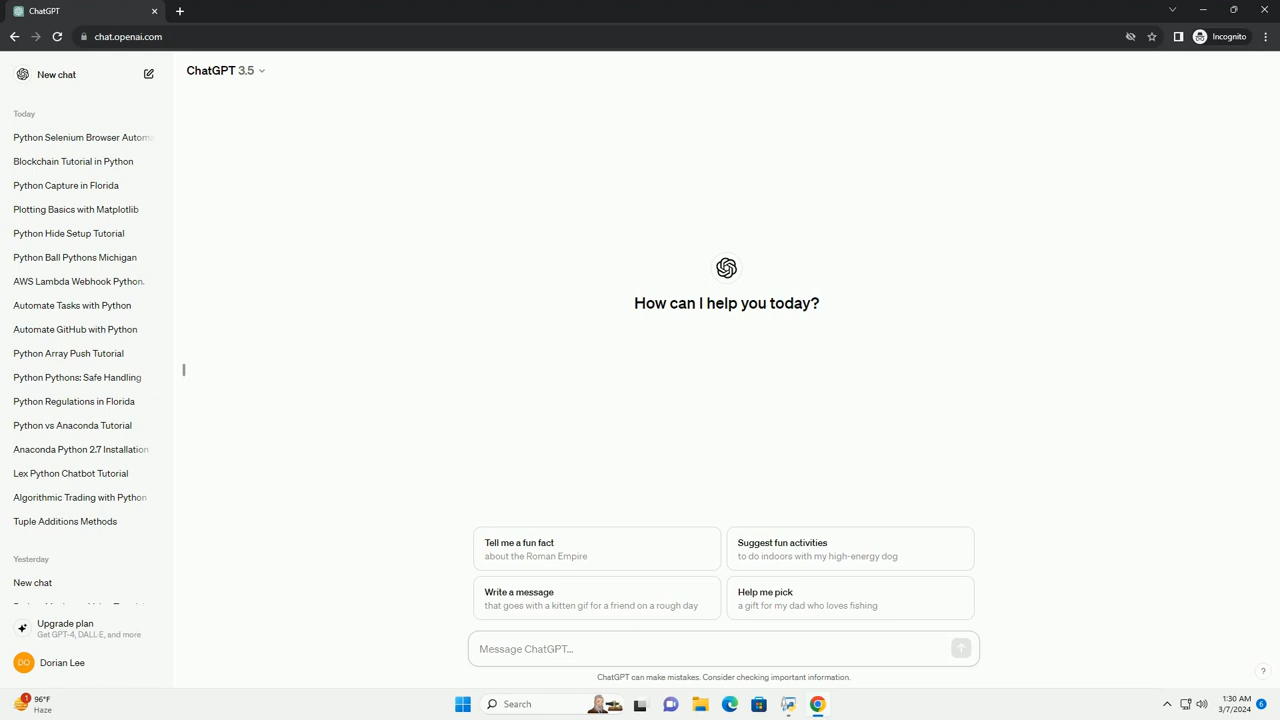 ChatGPT
chat.openai.com
Incognito
New chat
ChatGPT 3.5
Today
Python Selenium Browser Automa
Blockchain Tutorial in Python
Python Capture in Florida
Plotting Basics with Matplotlib
Python Hide Setup Tutorial
Python Ball Pythons Michigan
AWS Lambda Webhook Python.
Automate Tasks with Python
Automate GitHub with Python
Python Array Push Tutorial
Python Pythons: Safe Handling
Python Regulations in Florida
Python vs Anaconda Tutorial
Anaconda Python 2.7 Installation
Lex Python Chatbot Tutorial
Algorithmic Trading with Python
Tuple Additions Methods
Yesterday
New chat
Upgrade plan
Get GPT-4, DALL·E, and more
DO
Dorian Lee
How can I help you today?
Tell me a fun fact
about the Roman Empire
Suggest fun activities
to do indoors with my high-energy dog
Write a message
that goes with a kitten gif for a friend on a rough day
Help me pick
a gift for my dad who loves fishing
Message ChatGPT...
ChatGPT can make mistakes. Consider checking important information.
?
1
96°F
Haze
Search
1:30 AM
3/7/2024
6